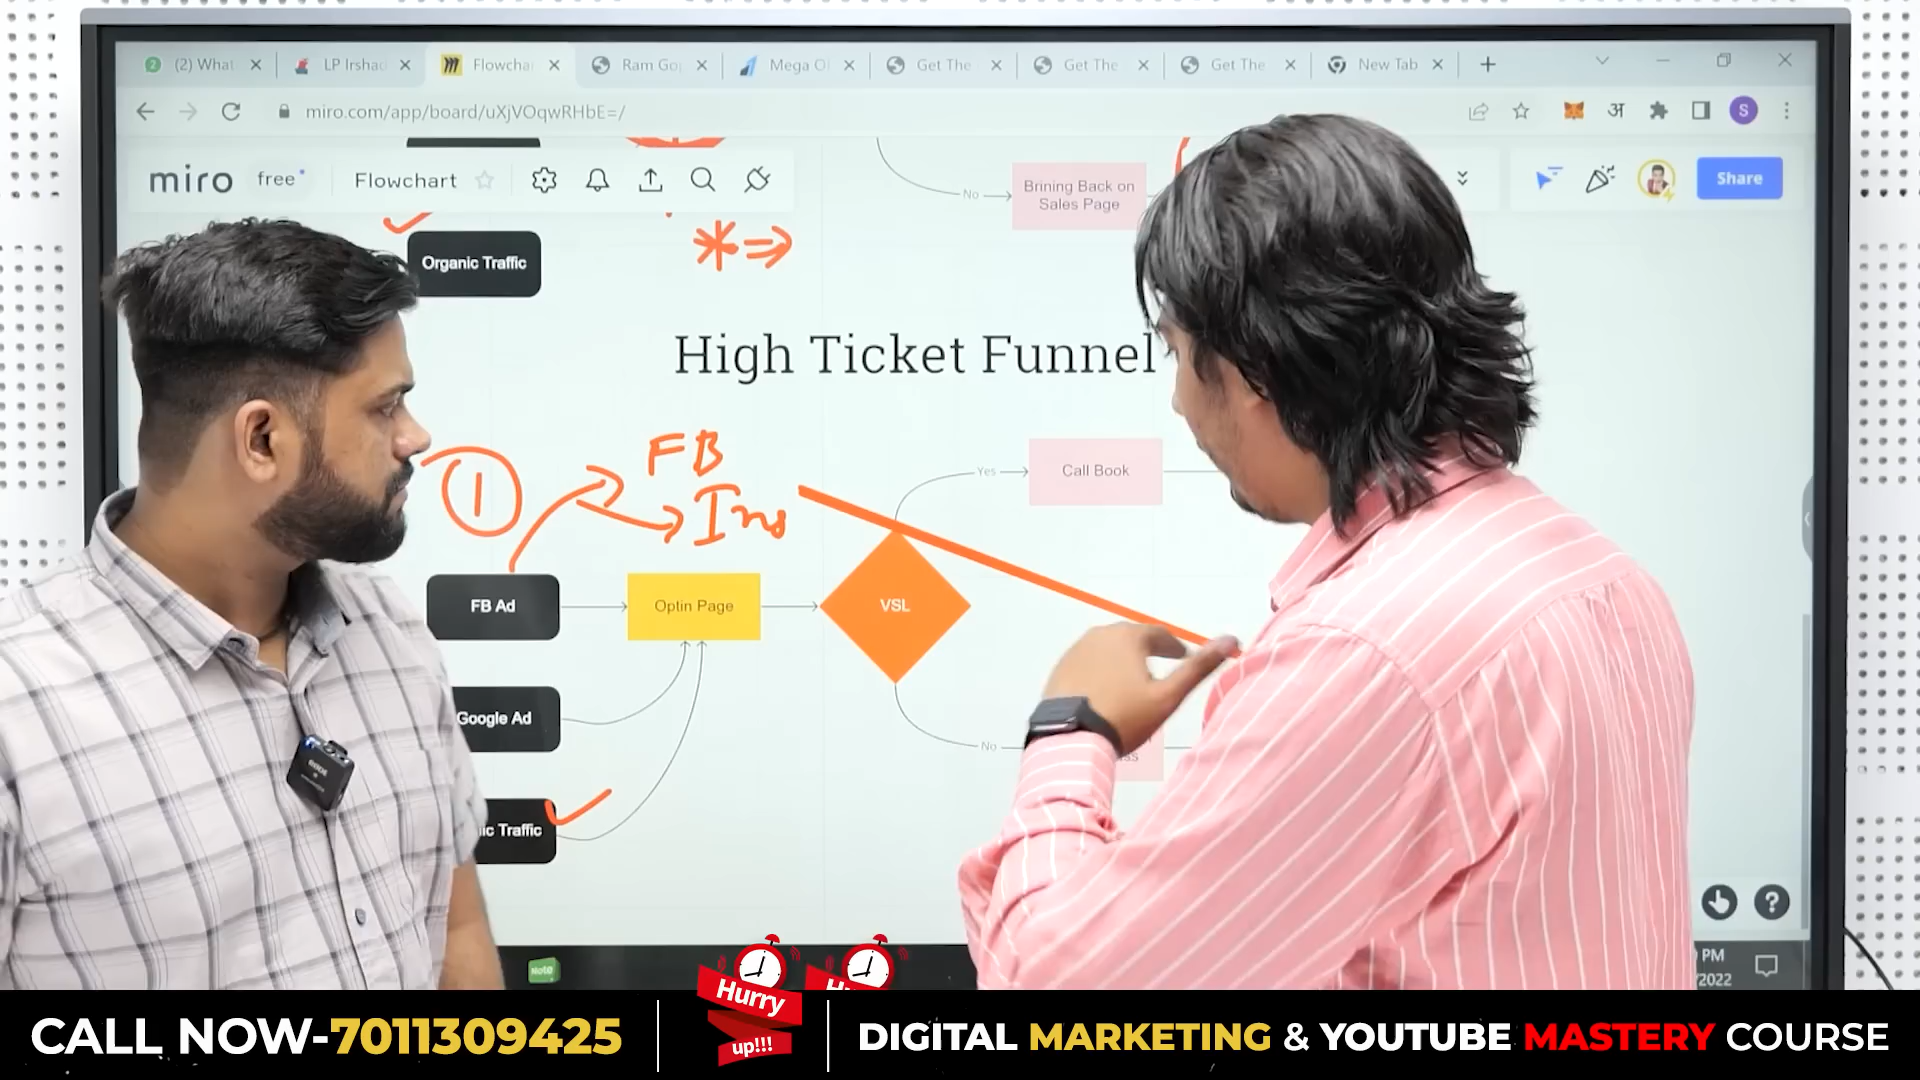 (2) What
LP Irshad
Flowchar
Ram Gop
Mega O
Get The
Get The
Get The
New Tab
miro.com/app/board/uXjVOqwRHbE=/
अ
S
miro
free
Flowchart
Share
No
Brining Back on
Sales Page
Organic Traffic
*⇒
High Ticket Funnel
1
FB
Ins
Yes
Call Book
FB Ad
Optin Page
VSL
Google Ad
No
ic Traffic
RODE
PM
/2022
Note
Hurry
up!!!
CALL NOW-7011309425
DIGITAL MARKETING & YOUTUBE MASTERY COURSE